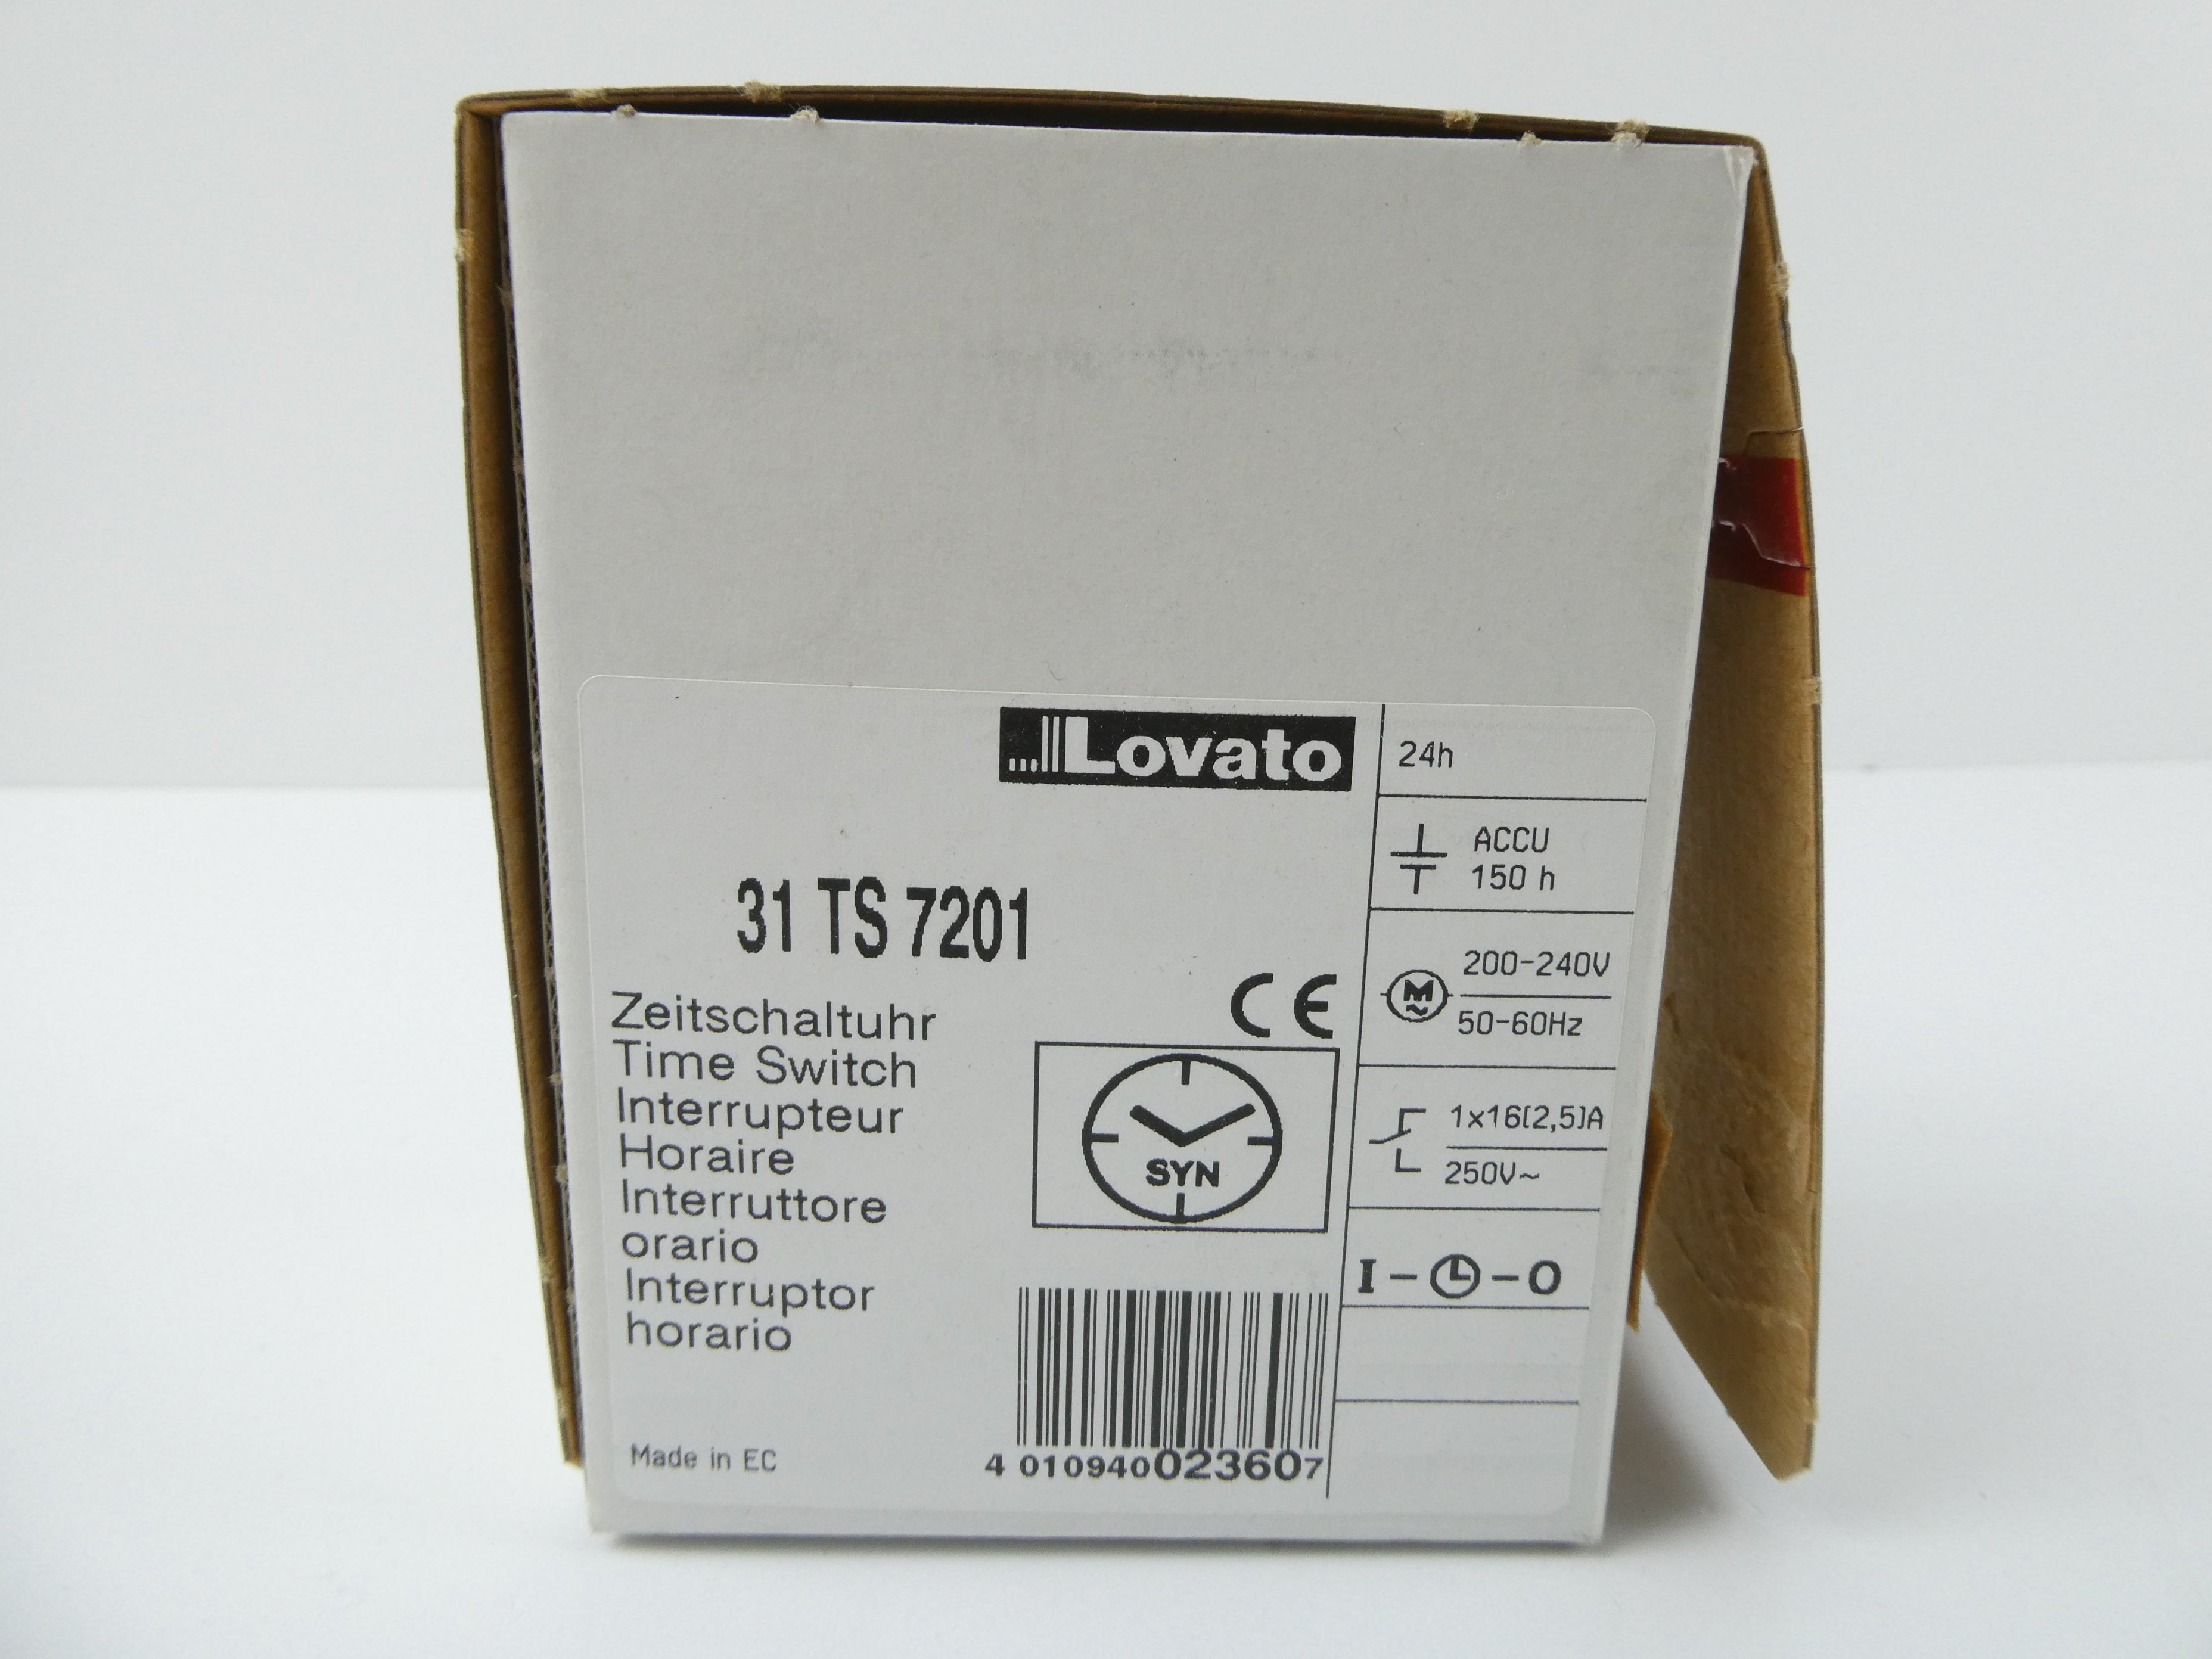 Lovato
31 TS 7201
CE
Zeitschaltuhr
Time Switch
Interrupteur
Horaire
Interruttore
orario
Interruptor
horario
SYN
Made in EC
4 010940 023607
24h
ACCU
150 h
M
~
200-240V
50-60Hz
1x16(2,5)A
250V~
I - - O